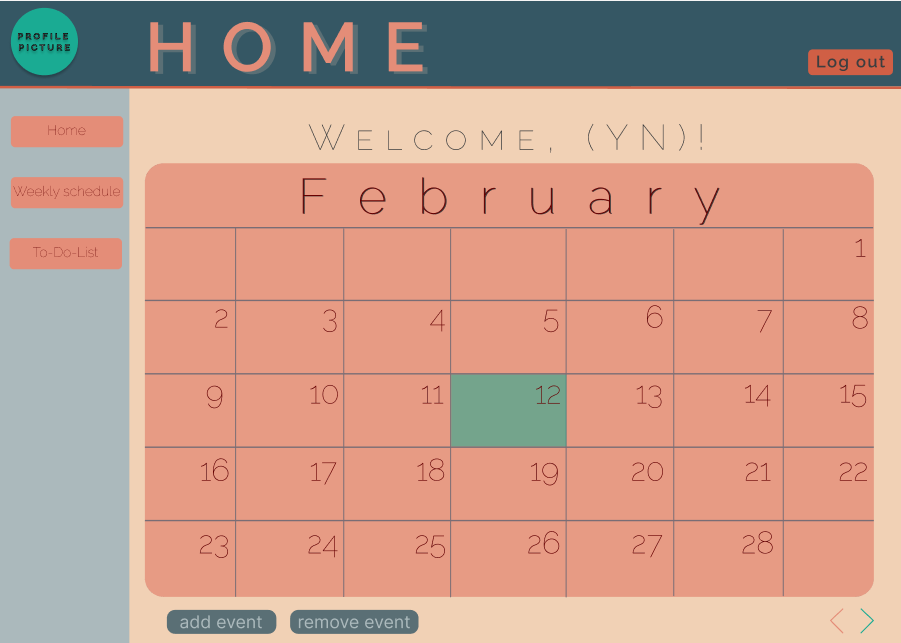 PROFILE
PICTURE
HOME
Log out
Home
Weekly schedule
To-Do-List
WELCOME, (YN)!
February
1
2 3 4 5 6 7 8
9 10 11 12 13 14 15
16 17 18 19 20 21 22
23 24 25 26 27 28
add event remove event